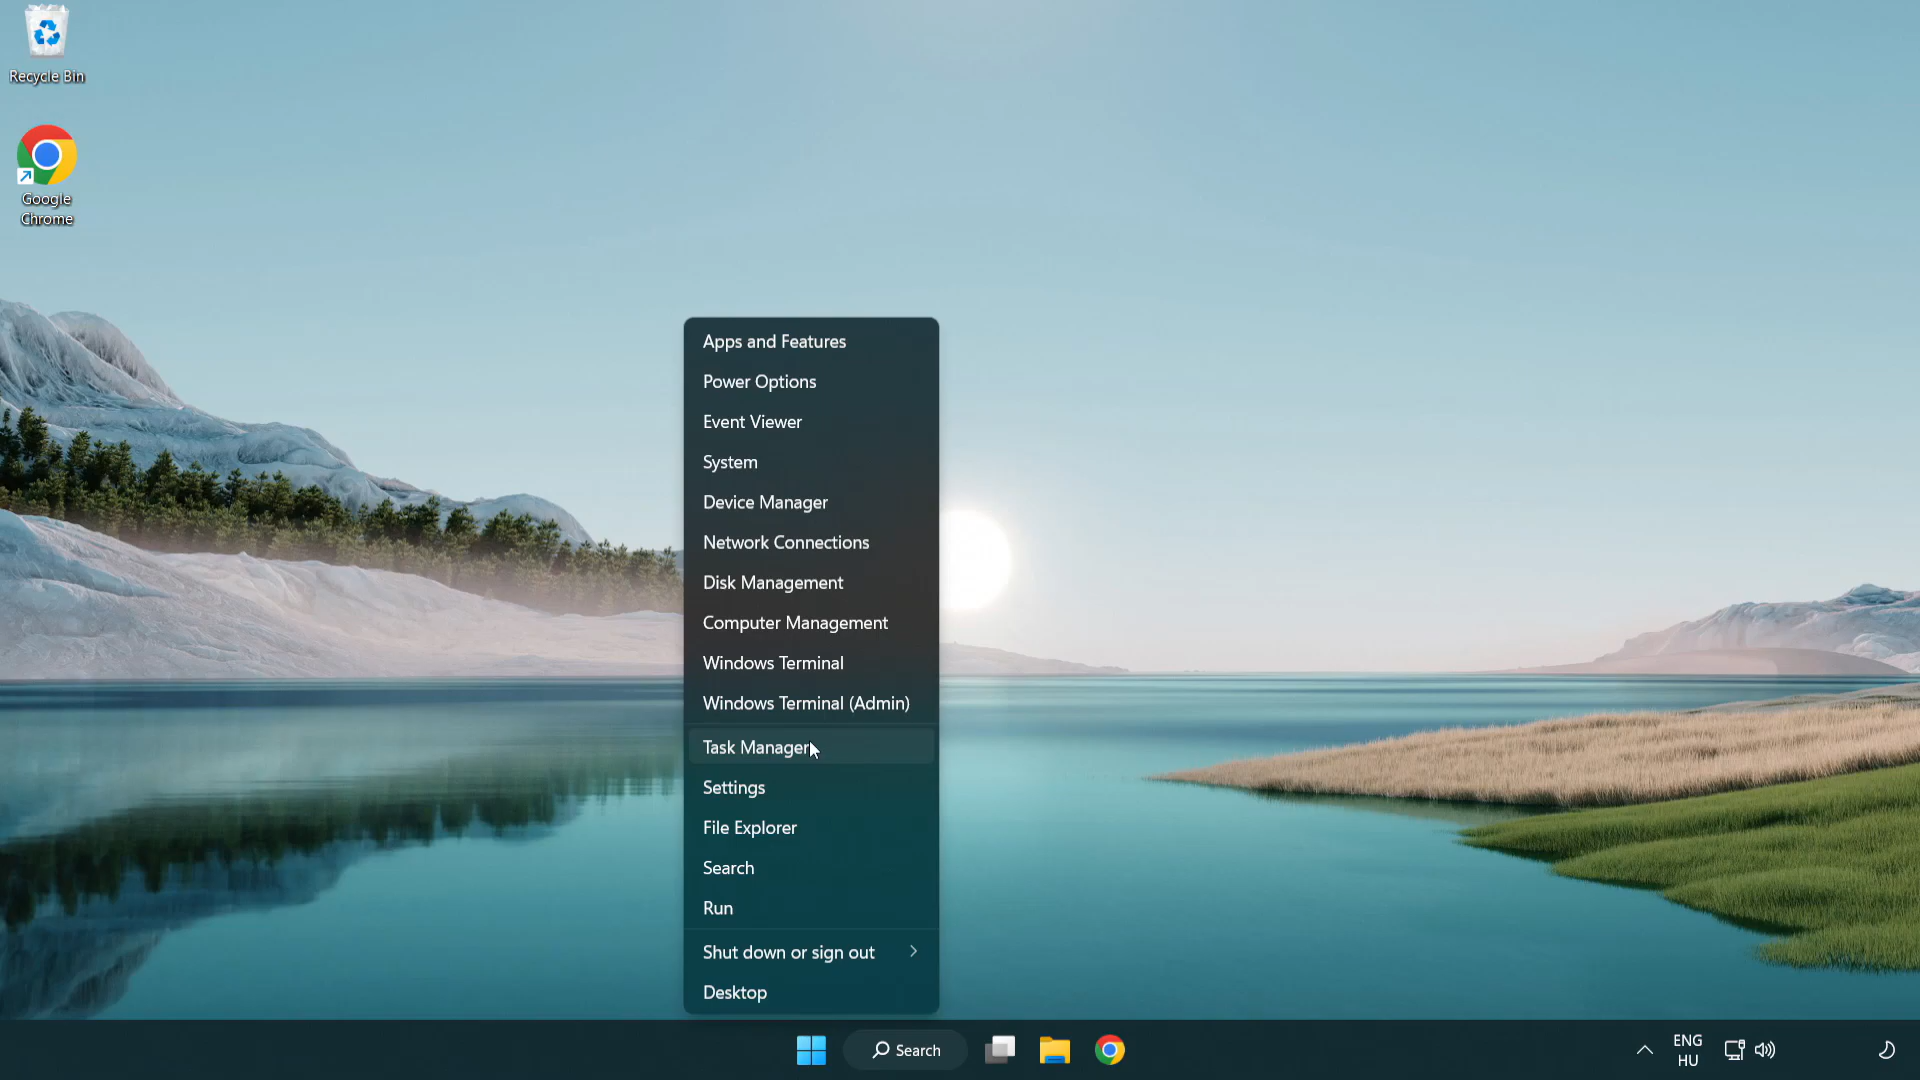 Recycle Bin
Google
Chrome
Apps and Features
Power Options
Event Viewer
System
Device Manager
Network Connections
Disk Management
Computer Management
Windows Terminal
Windows Terminal (Admin)
Task Manager
Settings
File Explorer
Search
Run
Shut down or sign out
Desktop
Search
ENG
HU